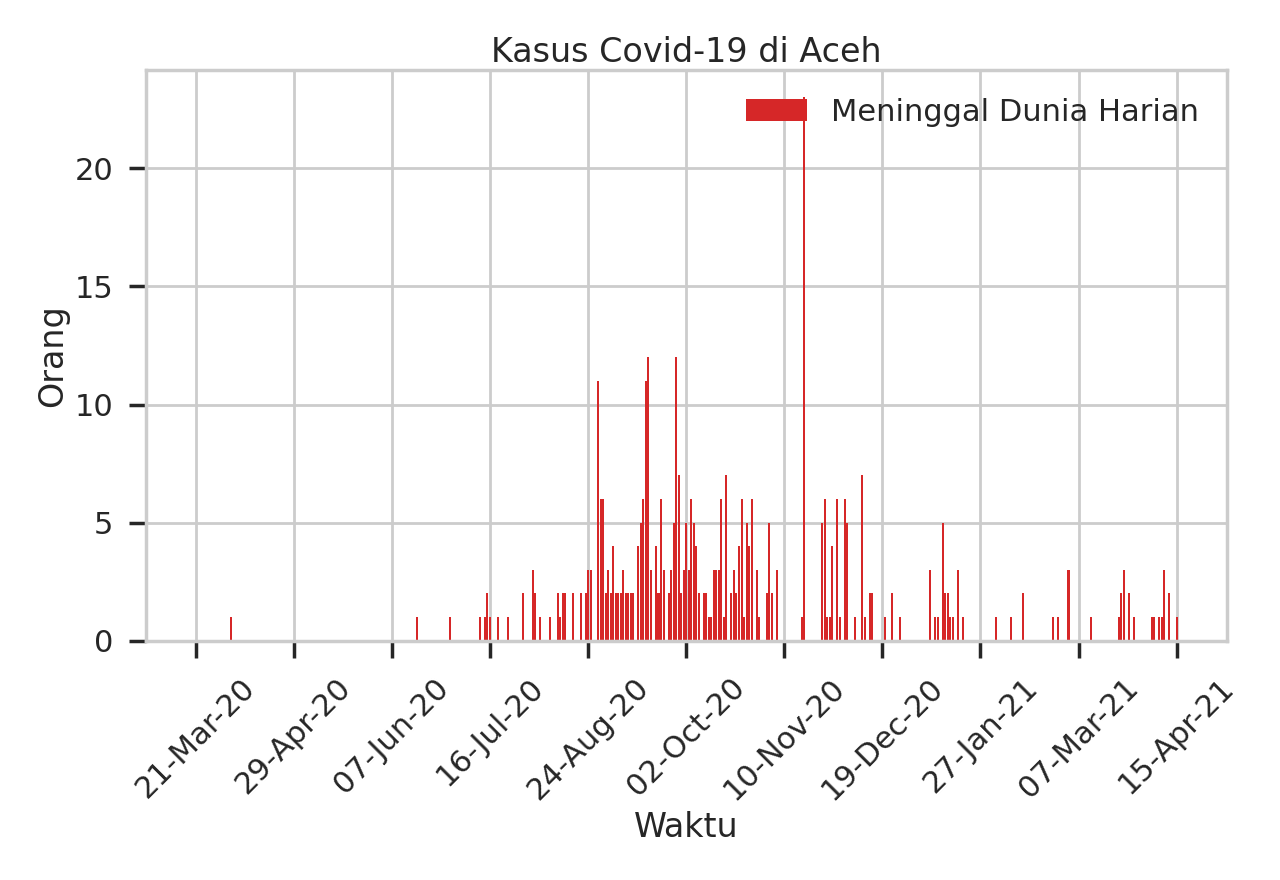 Kasus Covid-19 di Aceh
Meninggal Dunia Harian
Orang
20
15
10
5
0
21-Mar-20
29-Apr-20
07-Jun-20
16-Jul-20
24-Aug-20
02-Oct-20
10-Nov-20
19-Dec-20
27-Jan-21
07-Mar-21
15-Apr-21
Waktu